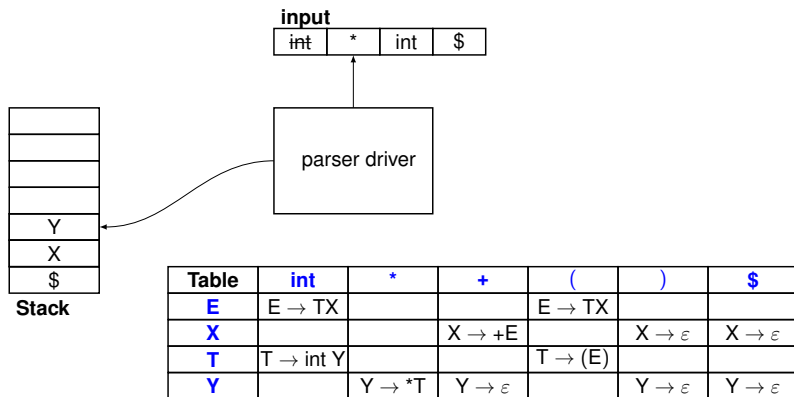 input
int * int $
parser driver
Y
X
$
Stack
Table int * + ( ) $
E E → TX E → TX
X X → +E X → ε X → ε
T T → int Y T → (E)
Y Y → *T Y → ε Y → ε Y → ε